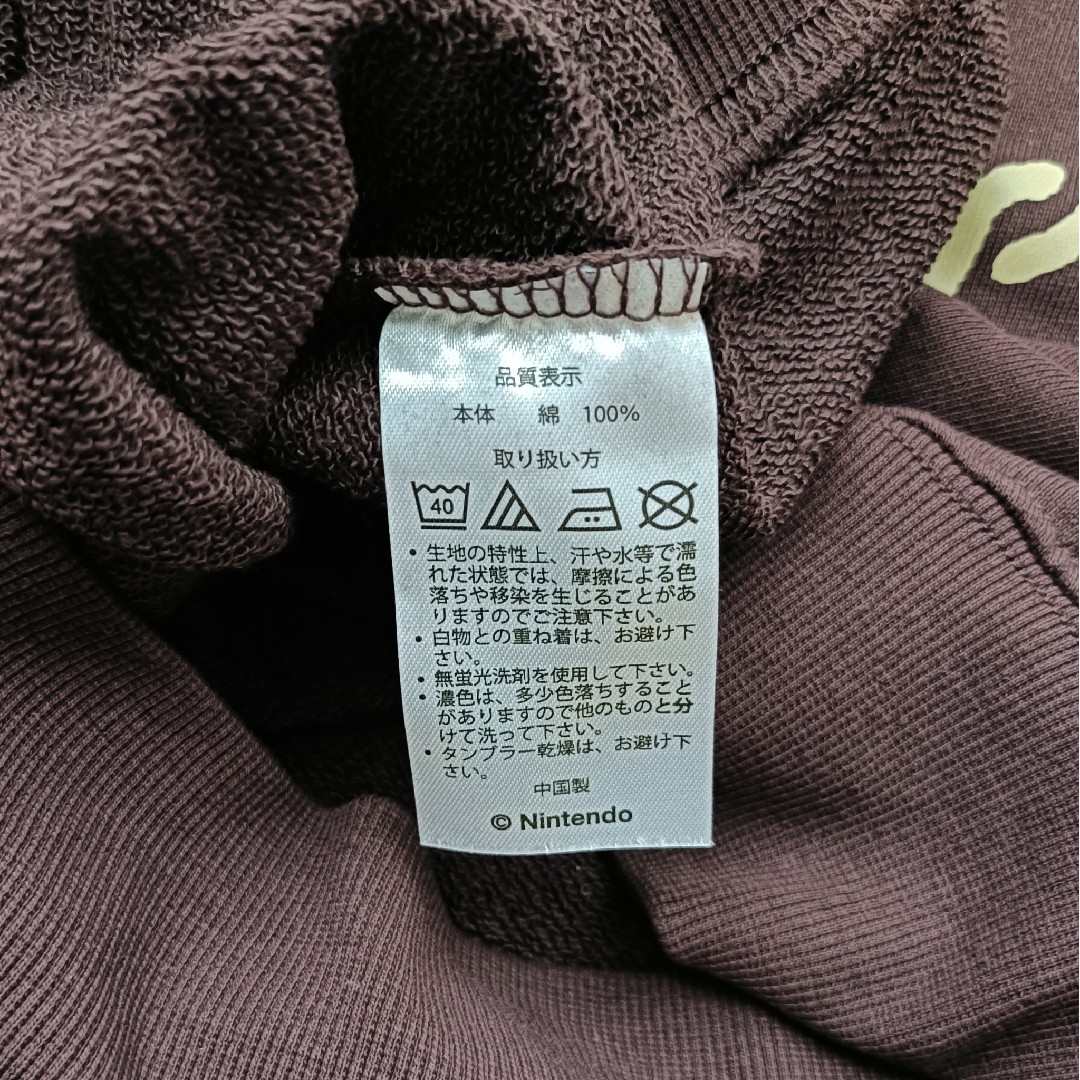 品質表示
本体　綿　100%
取り扱い方
40
• 生地の特性上、汗や水等で濡
れた状態では、摩擦による色
落ちや移染を生じることがあ
りますのでご注意下さい。
• 白物との重ね着は、お避け下
さい。
• 無蛍光洗剤を使用して下さい。
• 濃色は、多少色落ちすること
がありますので他のものと分
けて洗って下さい。
• タンブラー乾燥は、お避け下
さい。
中国製
© Nintendo